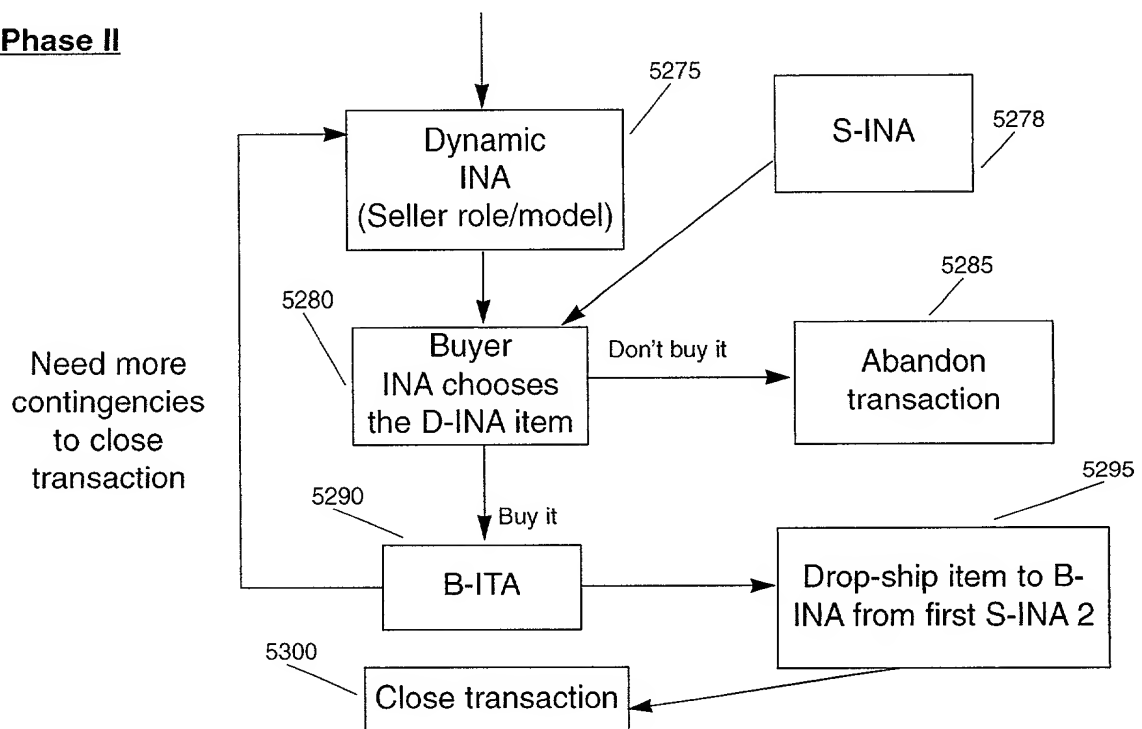 Phase II
5275
Dynamic
INA
(Seller role/model)
S-INA
5278
5280
Buyer
INA chooses
the D-INA item
Don't buy it
5285
Abandon
transaction
Need more
contingencies
to close
transaction
5290
Buy it
B-ITA
5295
Drop-ship item to B-
INA from first S-INA 2
5300
Close transaction